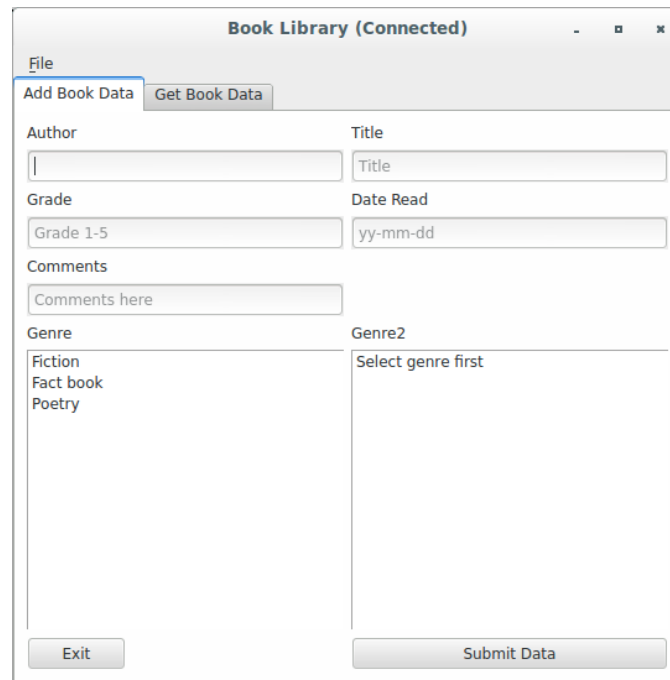 Book Library (Connected)
File
Add Book Data Get Book Data
Author Title
Title
Grade Date Read
Grade 1-5 yy-mm-dd
Comments
Comments here
Genre Genre2
Fiction Select genre first
Fact book
Poetry
Exit Submit Data